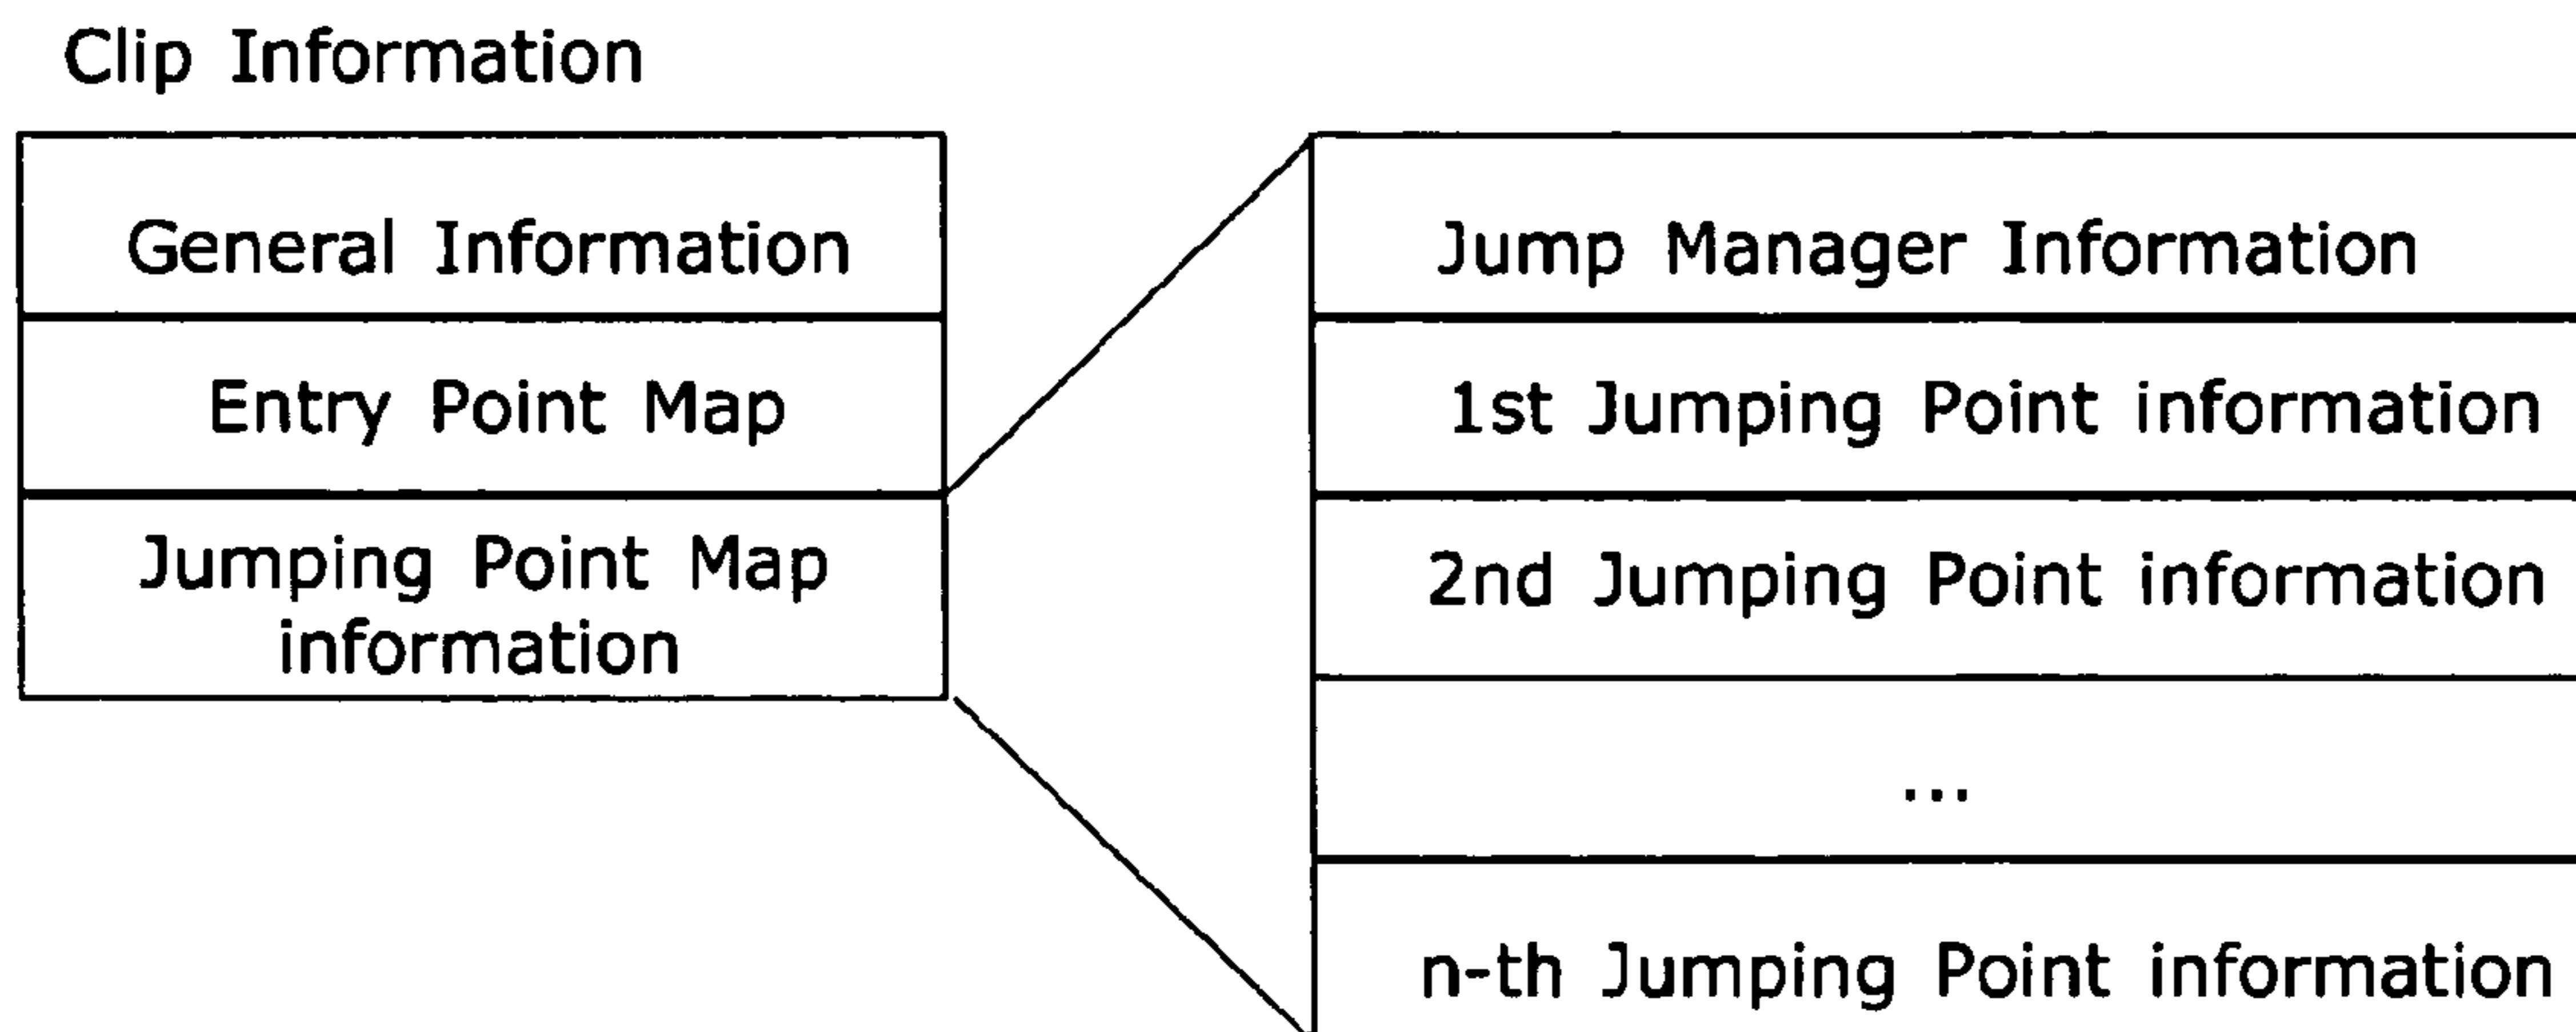 Clip Information
General Information
Entry Point Map
Jumping Point Map
information
Jump Manager Information
1st Jumping Point information
2nd Jumping Point information
...
n-th Jumping Point information